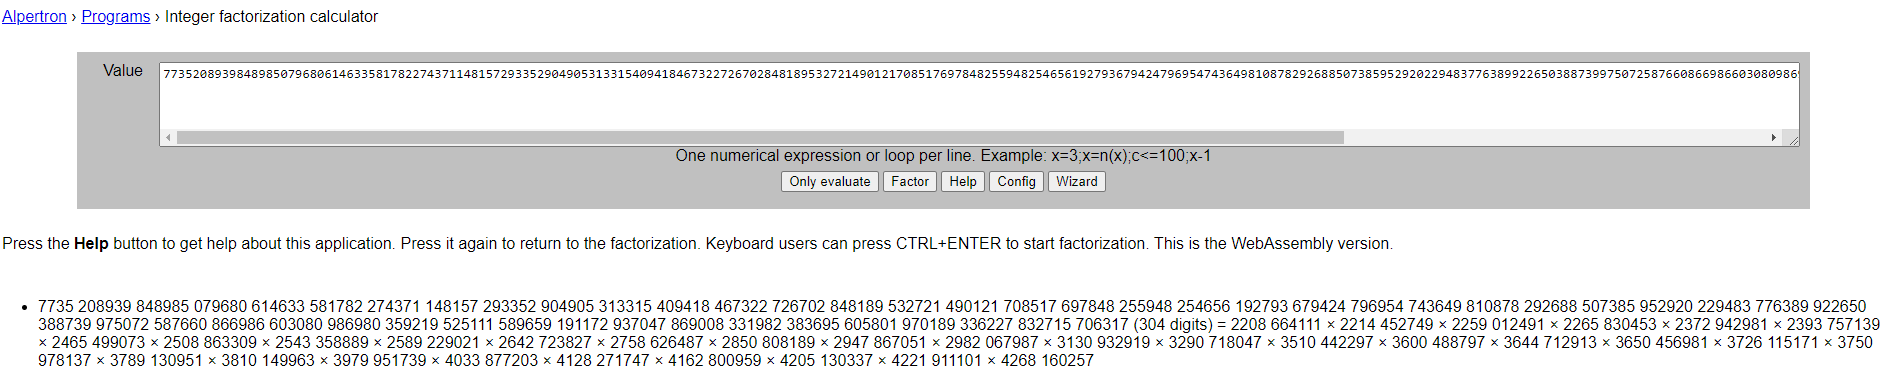 Alpertron › Programs › Integer factorization calculator
Value
77352089398489850796806146335817822743711481572933529049053133154094184673227267028481895327214901217085176978482559482546561927936794247969547436498108782926885073859529202294837763899226503887399750725876608669866030809869
One numerical expression or loop per line. Example: x=3;x=n(x);c<=100;x-1
Only evaluate Factor Help Config Wizard
Press the Help button to get help about this application. Press it again to return to the factorization. Keyboard users can press CTRL+ENTER to start factorization. This is the WebAssembly version.
• 7735 208939 848985 079680 614633 581782 274371 148157 293352 904905 313315 409418 467322 726702 848189 532721 490121 708517 697848 255948 254656 192793 679424 796954 743649 810878 292688 507385 952920 229483 776389 922650
388739 975072 587660 866986 603080 986980 359219 525111 589659 191172 937047 869008 331982 383695 605801 970189 336227 832715 706317 (304 digits) = 2208 664111 × 2214 452749 × 2259 012491 × 2265 830453 × 2372 942981 × 2393 757139
× 2465 499073 × 2508 863309 × 2543 358889 × 2589 229021 × 2642 723827 × 2758 626487 × 2850 808189 × 2947 867051 × 2982 067987 × 3130 932919 × 3290 718047 × 3510 442297 × 3600 488797 × 3644 712913 × 3650 456981 × 3726 115171 × 3750
978137 × 3789 130951 × 3810 149963 × 3979 951739 × 4033 877203 × 4128 271747 × 4162 800959 × 4205 130337 × 4221 911101 × 4268 160257